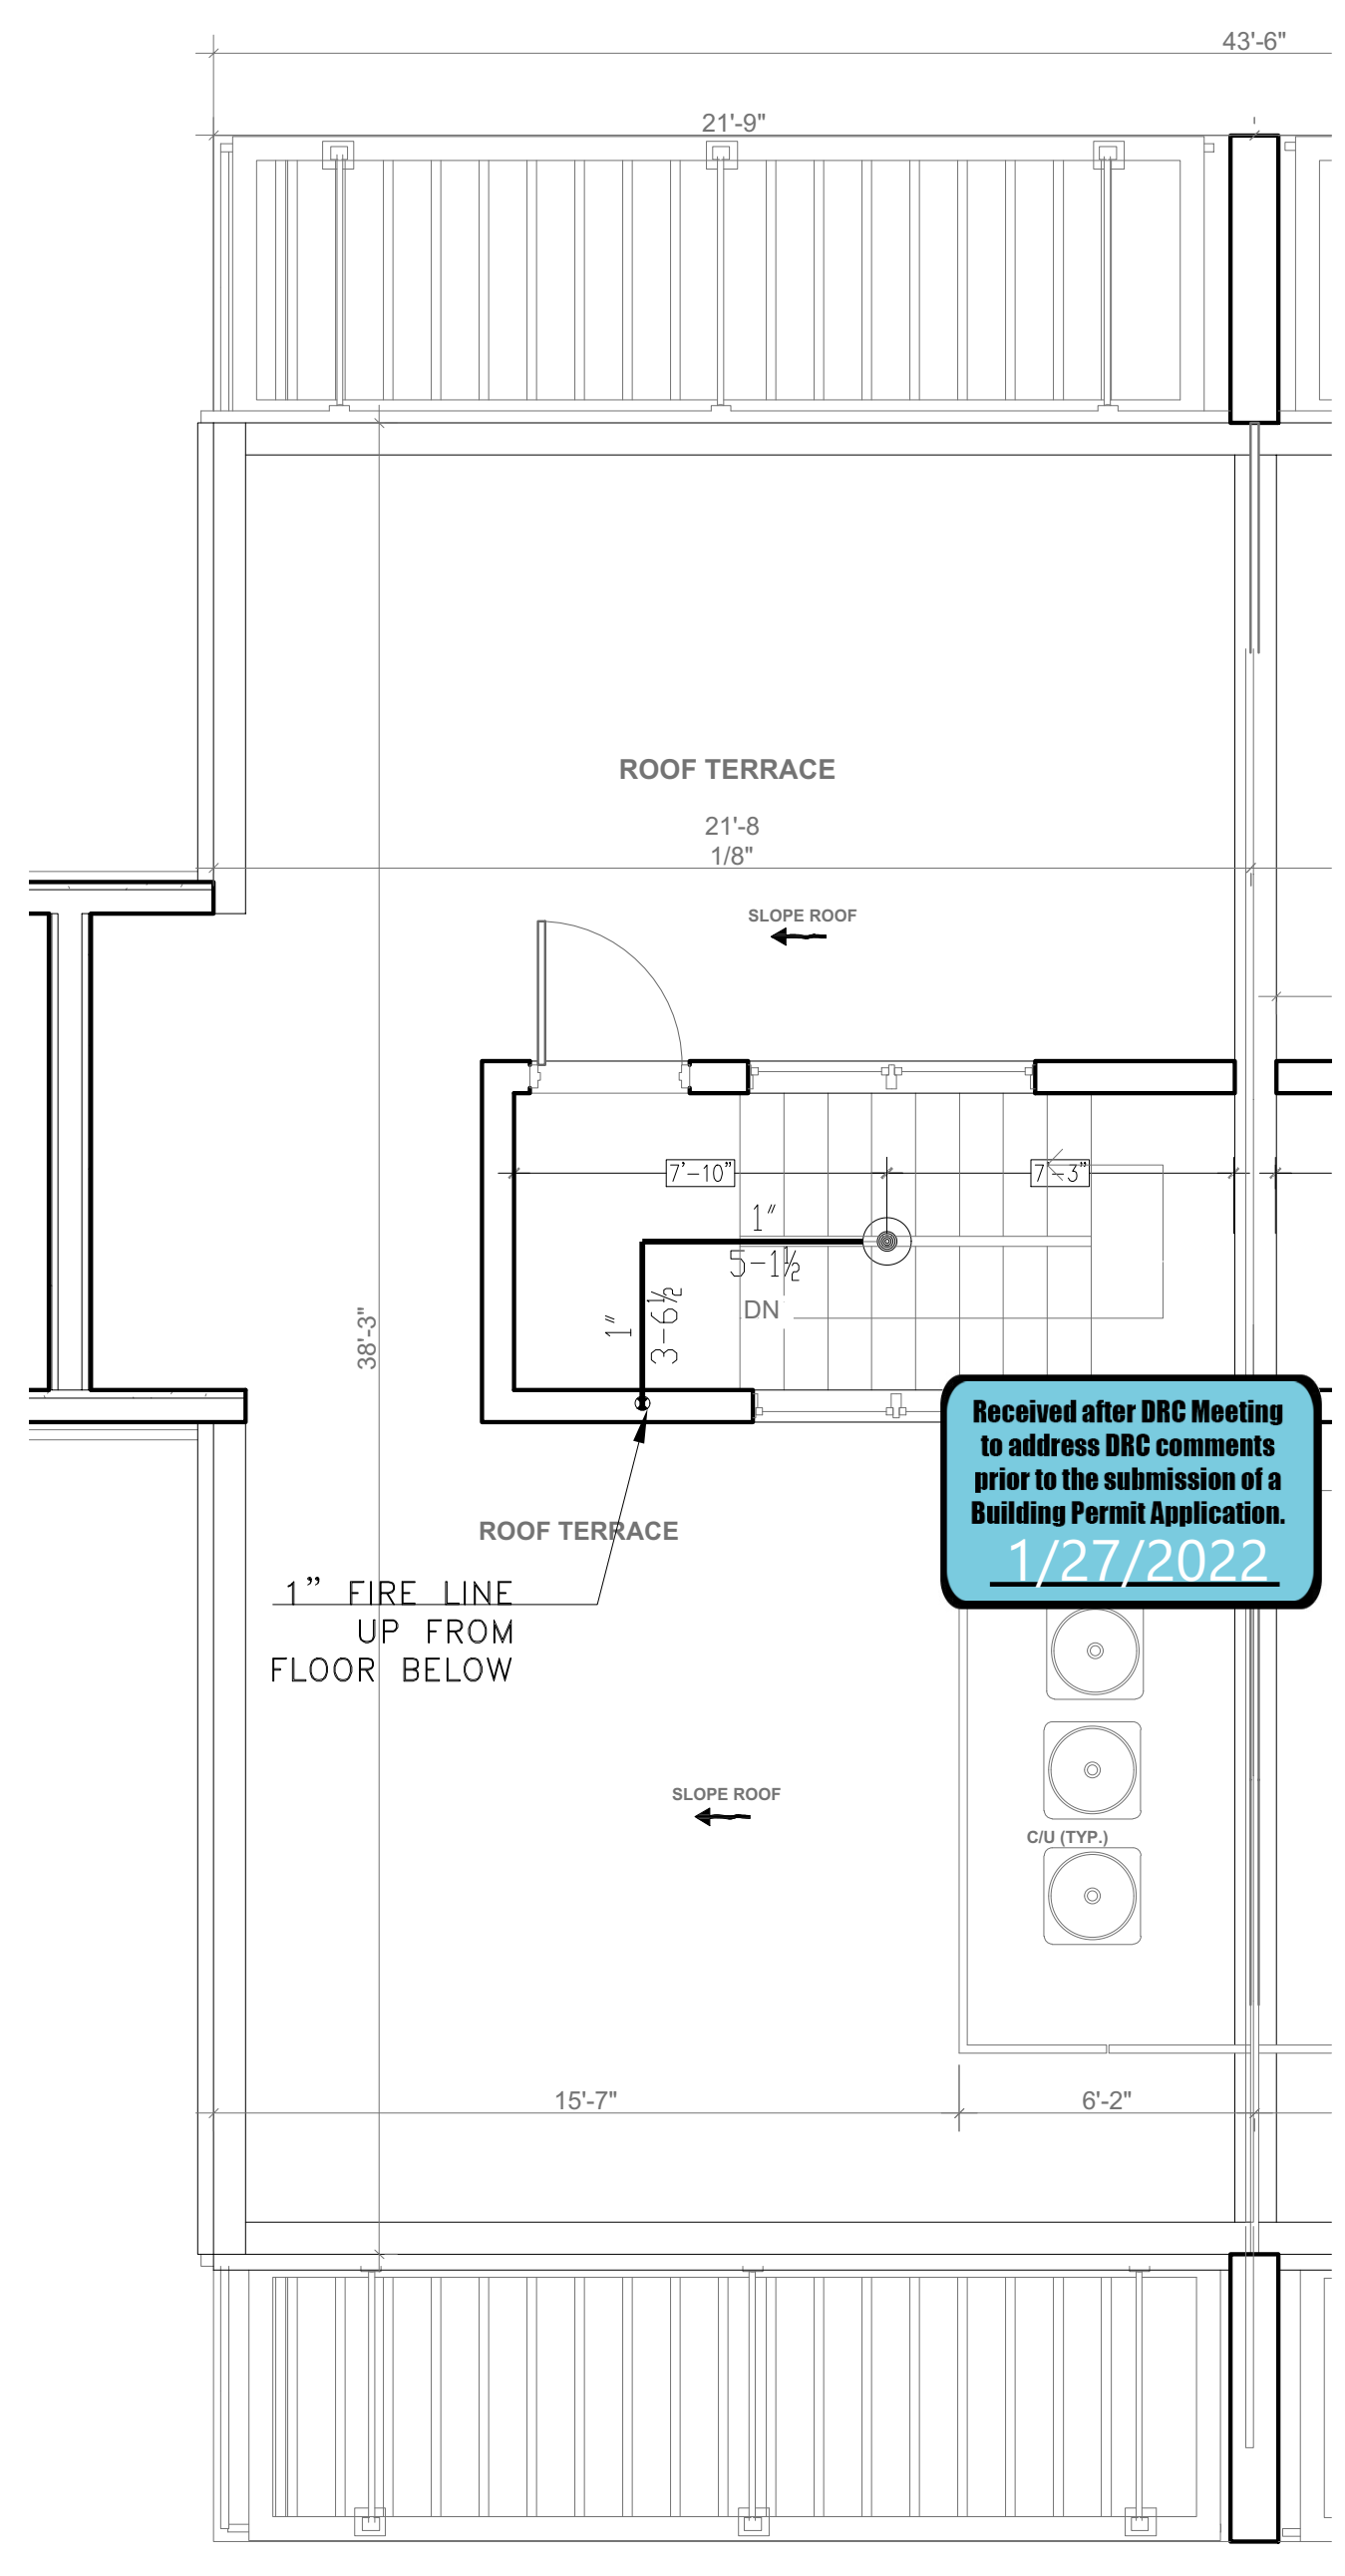 43'-6"
21'-9"
ROOF TERRACE
21'-8
1/8"
SLOPE ROOF
7'-10"
7'-3"
1"
5-1½
1"
3-6½
DN
38'-3"
Received after DRC Meeting
to address DRC comments
prior to the submission of a
Building Permit Application.
1/27/2022
ROOF TERRACE
1” FIRE LINE
UP FROM
FLOOR BELOW
SLOPE ROOF
C/U (TYP.)
15'-7"
6'-2"